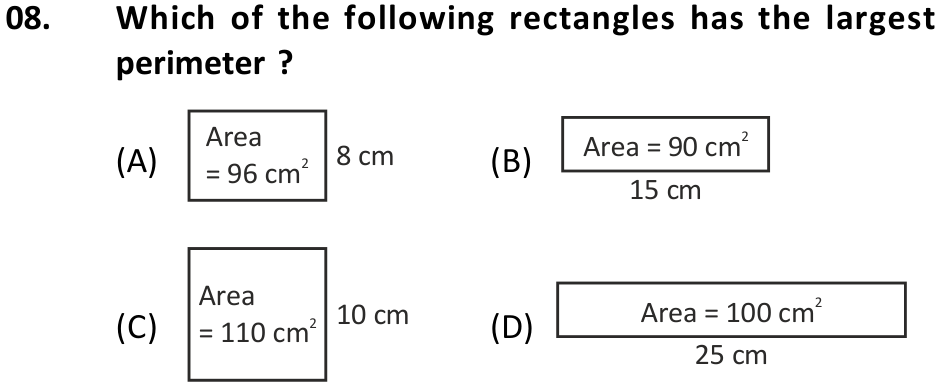 08. Which of the following rectangles has the largest
perimeter ?
(A) Area
= 96 cm² 8 cm
(B) Area = 90 cm²
15 cm
(C) Area
= 110 cm² 10 cm
(D) Area = 100 cm²
25 cm